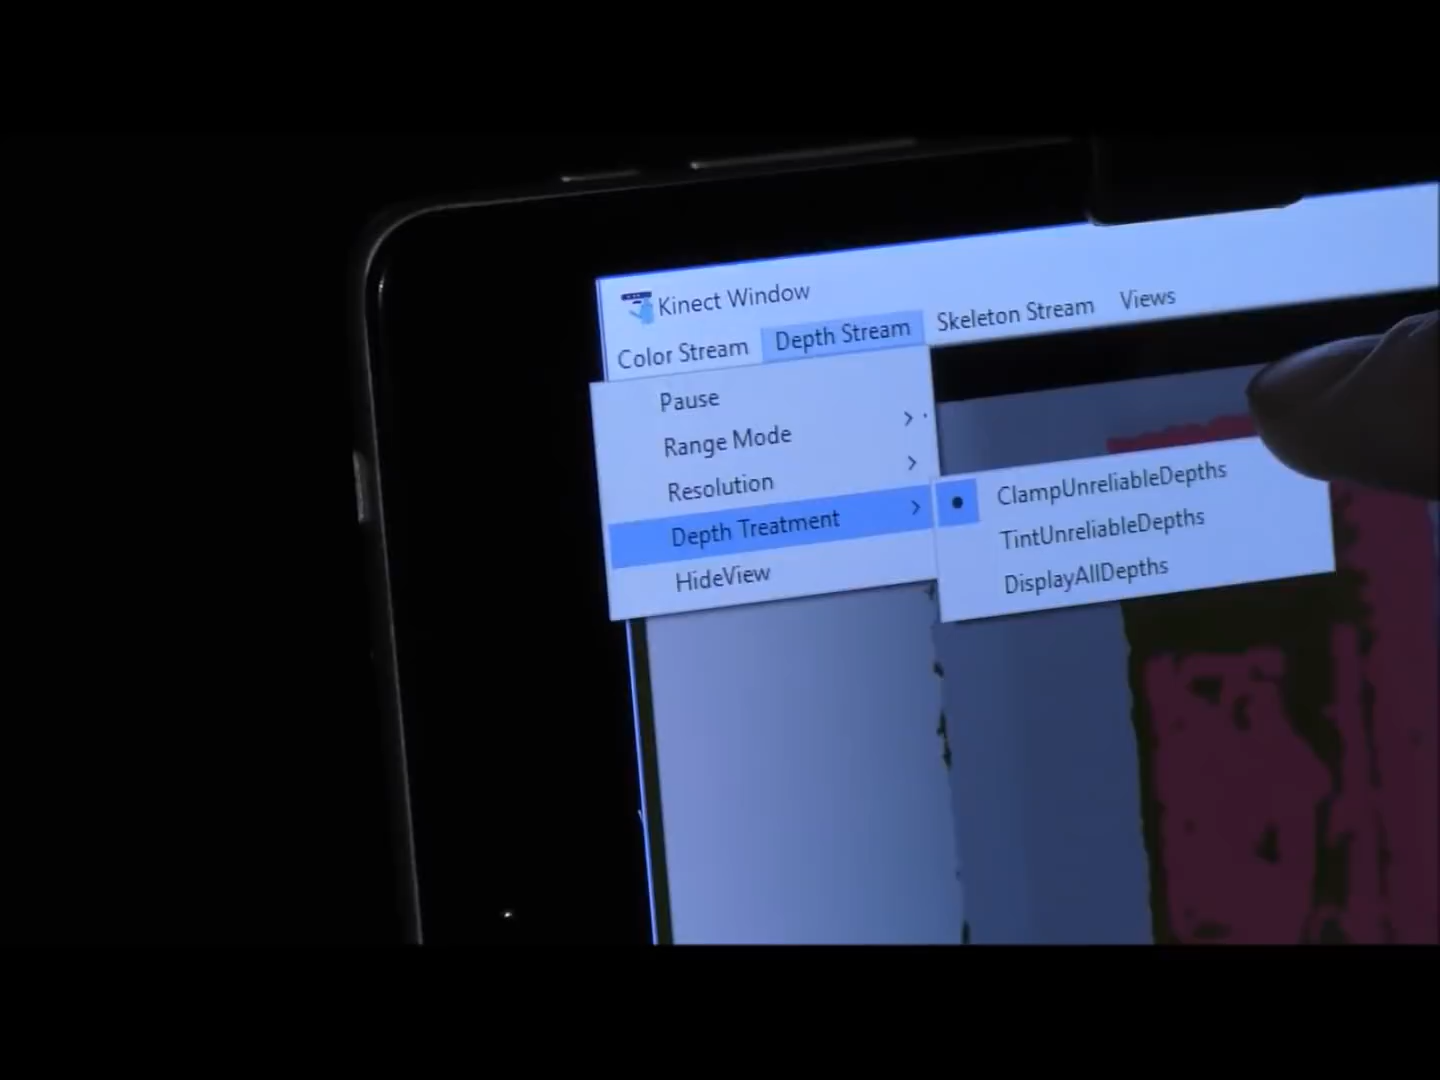 Kinect Window
Color Stream Depth Stream Skeleton Stream Views
Pause
Range Mode
Resolution
Depth Treatment
HideView
ClampUnreliableDepths
TintUnreliableDepths
DisplayAllDepths